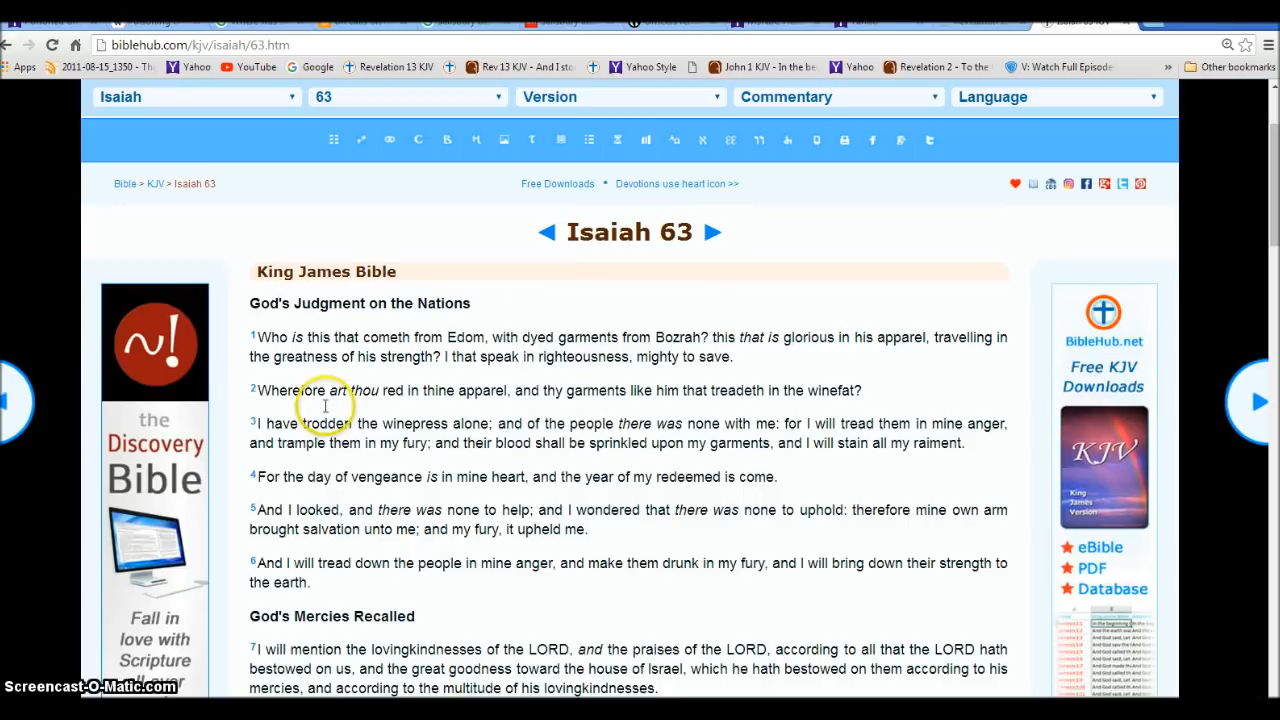 Isaiah 63 KJV
biblehub.com/kjv/isaiah/63.htm
Apps 2011-08-15_1350 - Th Yahoo YouTube Google Revelation 13 KJV Rev 13 KJV - And I sto Yahoo Style John 1 KJV - In the be Yahoo Revelation 2 - To the V: Watch Full Episode » Other bookmarks
Isaiah 63 Version Commentary Language
Bible > KJV > Isaiah 63 Free Downloads • Devotions use heart icon >>
Isaiah 63
King James Bible
God's Judgment on the Nations
1Who is this that cometh from Edom, with dyed garments from Bozrah? this that is glorious in his apparel, travelling in
the greatness of his strength? I that speak in righteousness, mighty to save.
2Wherefore art thou red in thine apparel, and thy garments like him that treadeth in the winefat?
3I have trodden the winepress alone; and of the people there was none with me: for I will tread them in mine anger,
and trample them in my fury; and their blood shall be sprinkled upon my garments, and I will stain all my raiment.
4For the day of vengeance is in mine heart, and the year of my redeemed is come.
5And I looked, and there was none to help; and I wondered that there was none to uphold: therefore mine own arm
brought salvation unto me; and my fury, it upheld me.
6And I will tread down the people in mine anger, and make them drunk in my fury, and I will bring down their strength to
the earth.
God's Mercies Recalled
7I will mention the lovingkindnesses of the LORD, and the praises of the LORD, according to all that the LORD hath
bestowed on us, and the great goodness toward the house of Israel, which he hath bestowed on them according to his
mercies, and according to the multitude of his lovingkindnesses.
the
Discovery
Bible
Fall in
love with
Scripture
all over
BibleHub.net
Free KJV
Downloads
KJV
King
James
Version
eBible
PDF
Database
Screencast-O-Matic.com